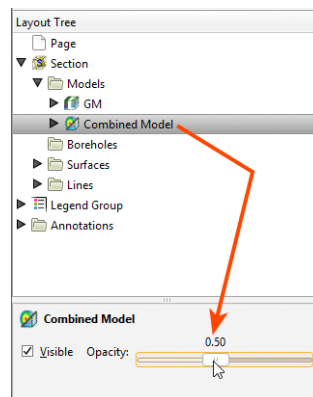 Layout Tree
Page
Section
Models
GM
Combined Model
Boreholes
Surfaces
Lines
Legend Group
Annotations
Combined Model
0.50
Visible Opacity: